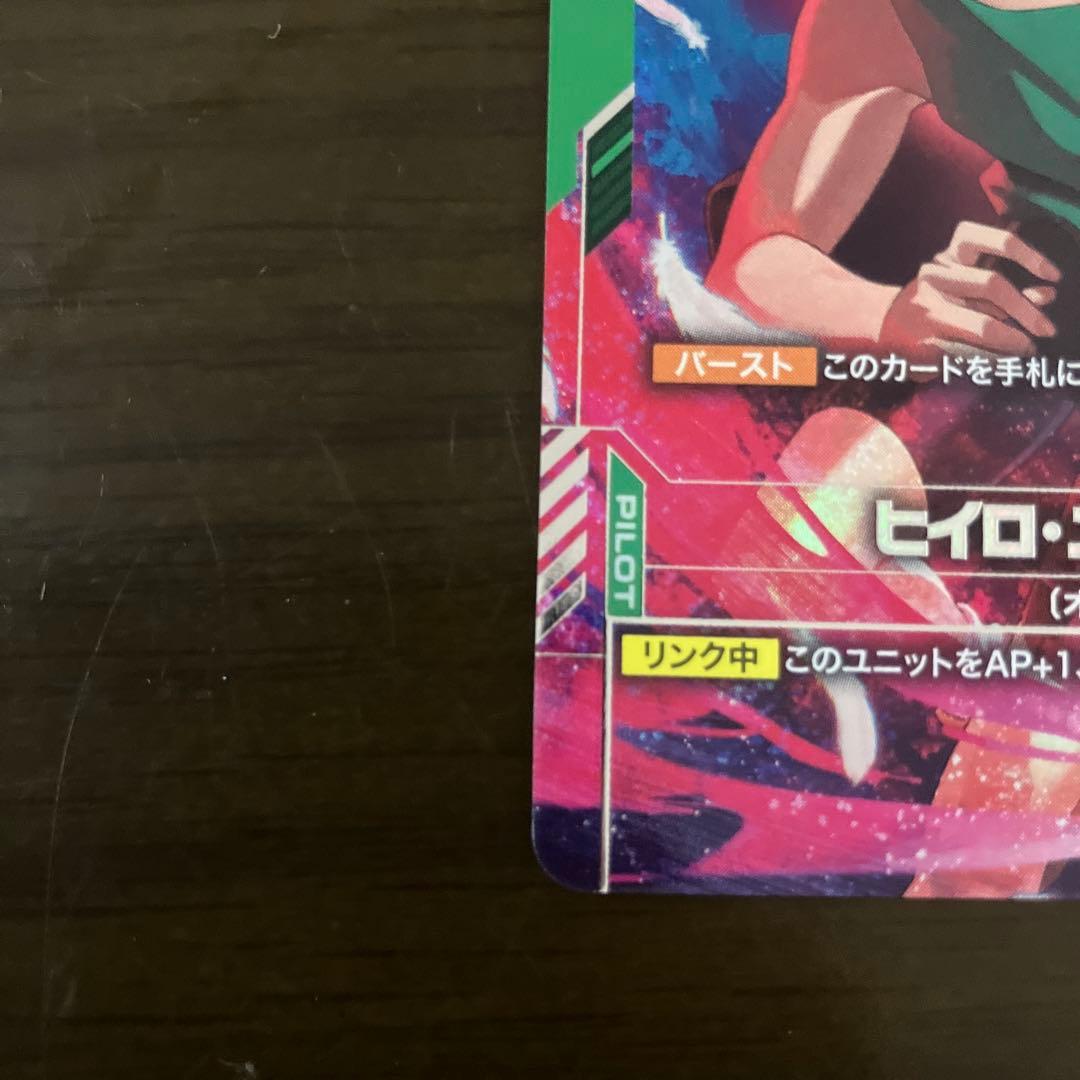 バースト このカードを手札に
PILOT
ヒイロ・
(オ
リンク中 このユニットをAP+1、